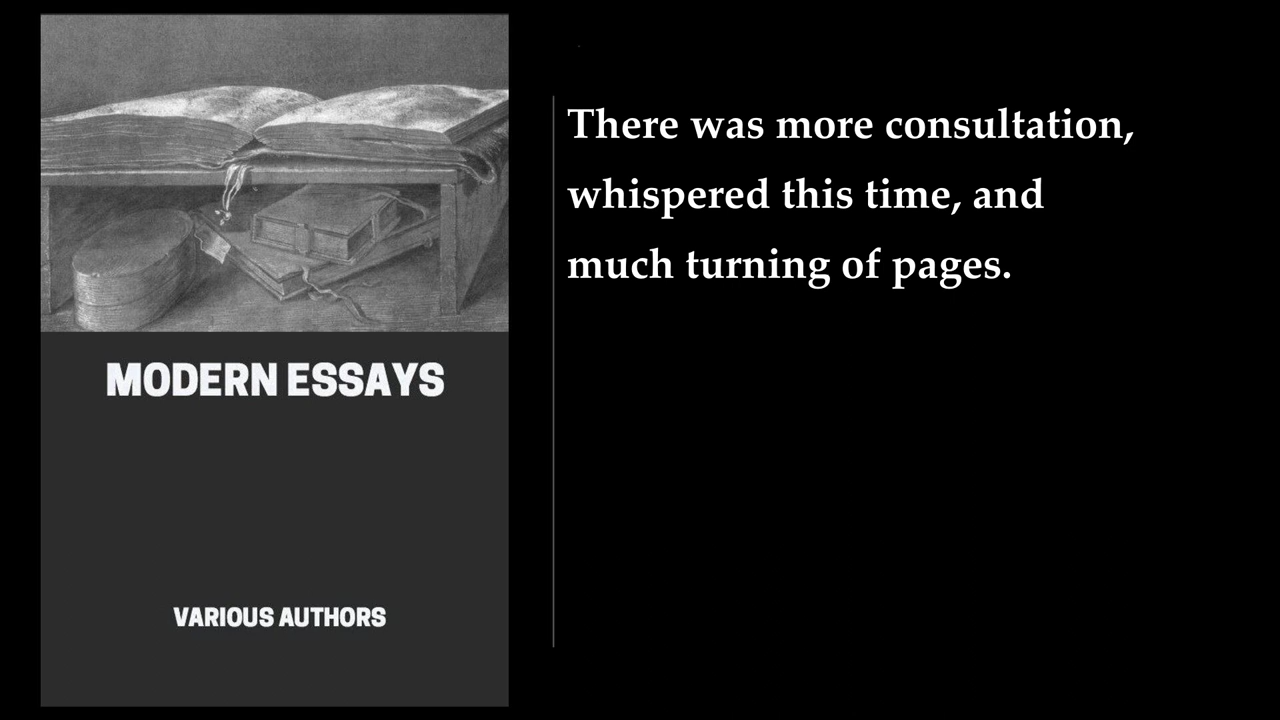 MODERN ESSAYS
VARIOUS AUTHORS
There was more consultation,
whispered this time, and
much turning of pages.